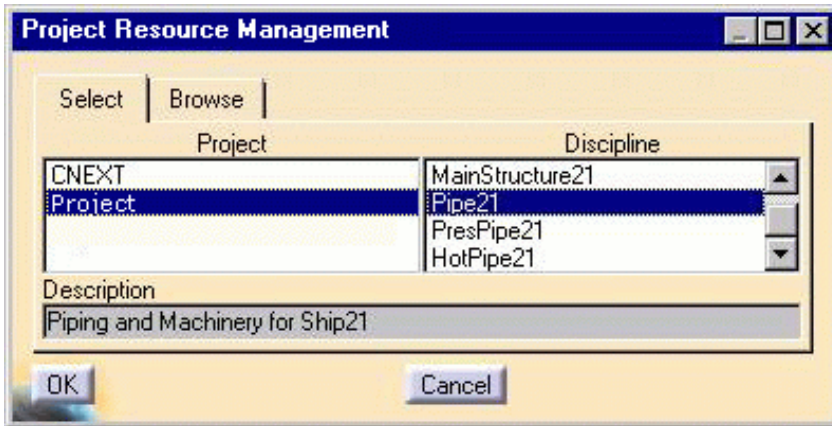 Project Resource Management
Select Browse
Project Discipline
CNEXT MainStructure21
Project Pipe21
PresPipe21
HotPipe21
Description
Piping and Machinery for Ship21
OK Cancel